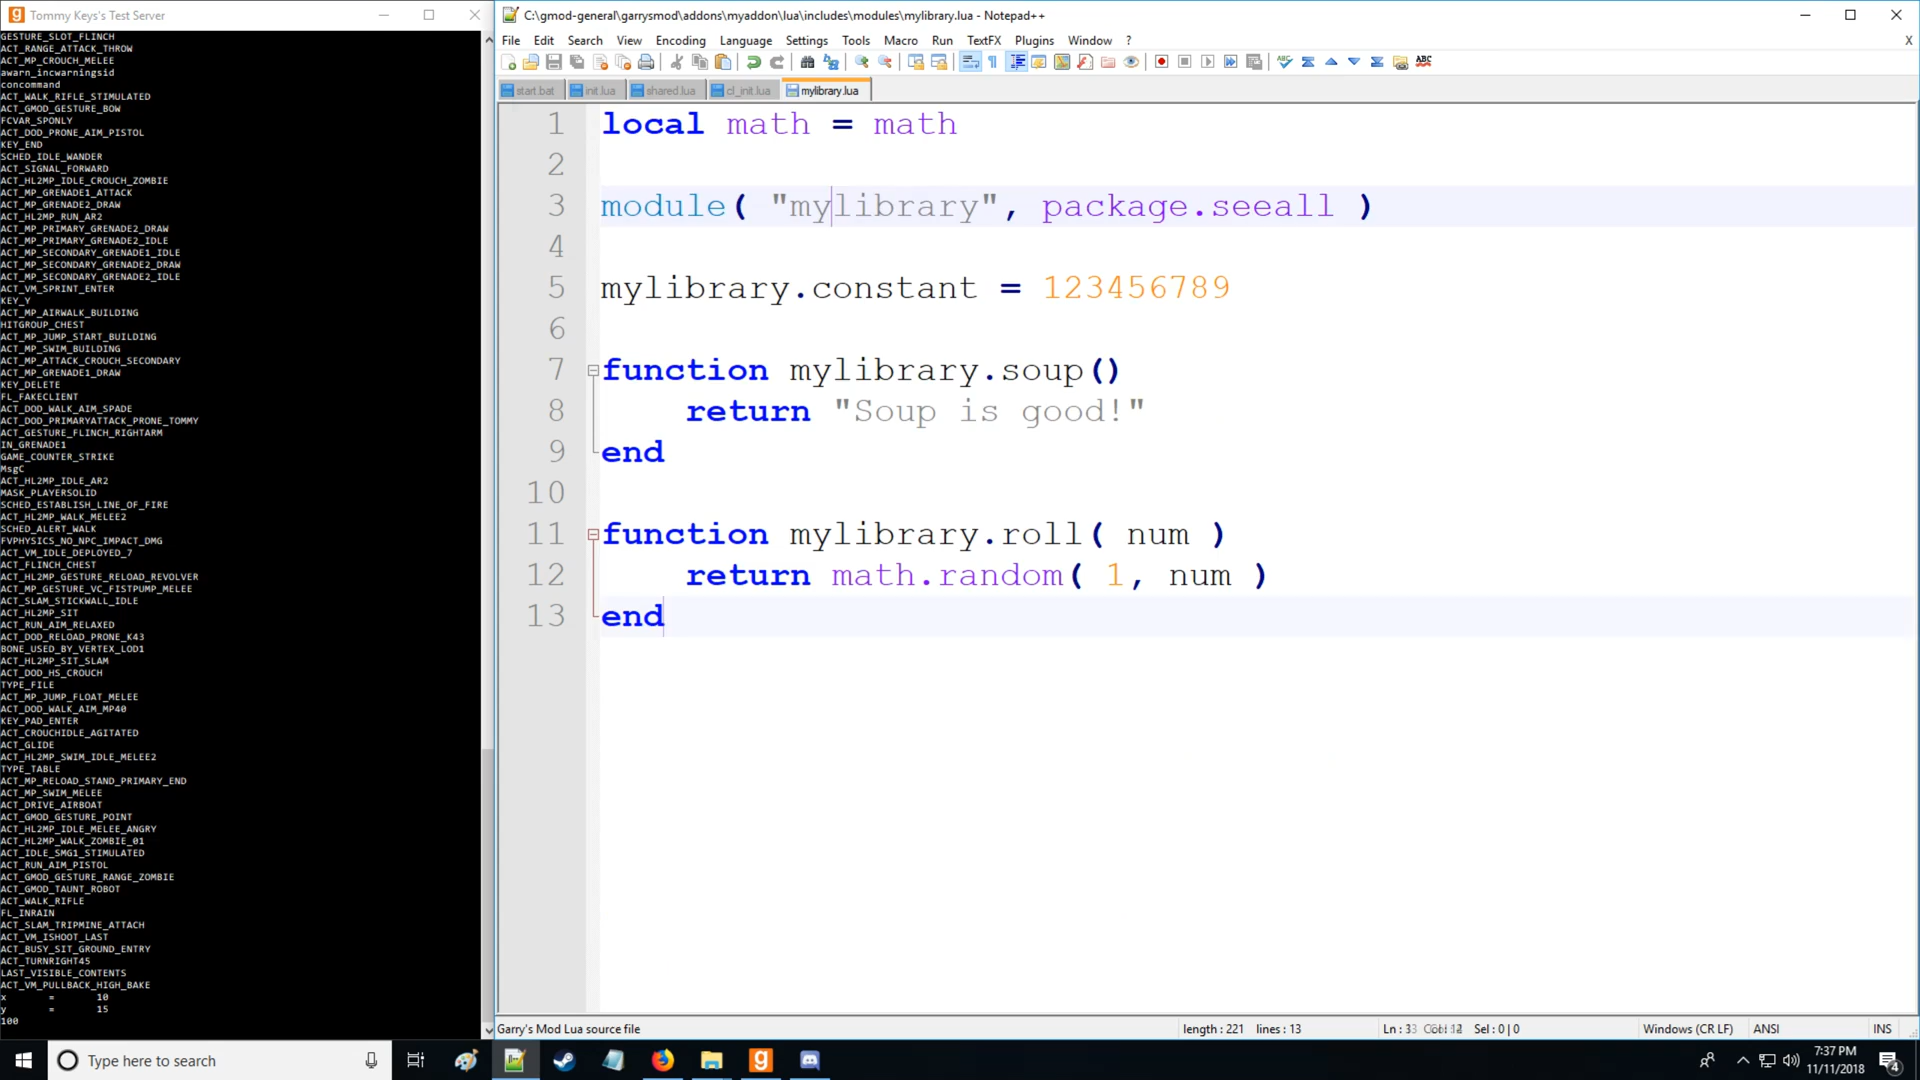 Tommy Keys's Test Server
GESTURE_SLOT_FLINCH
ACT_RANGE_ATTACK_THROW
ACT_MP_CROUCH_MELEE
awarn_incwarningsid
concommand
ACT_WALK_RIFLE_STIMULATED
ACT_GMOD_GESTURE_BOW
FCVAR_SPONLY
ACT_DOD_PRONE_AIM_PISTOL
KEY_END
SCHED_IDLE_WANDER
ACT_SIGNAL_FORWARD
ACT_HL2MP_IDLE_CROUCH_ZOMBIE
ACT_MP_GRENADE1_ATTACK
ACT_MP_GRENADE2_DRAW
ACT_HL2MP_RUN_AR2
ACT_MP_PRIMARY_GRENADE2_DRAW
ACT_MP_PRIMARY_GRENADE2_IDLE
ACT_MP_SECONDARY_GRENADE1_IDLE
ACT_MP_SECONDARY_GRENADE2_DRAW
ACT_MP_SECONDARY_GRENADE2_IDLE
ACT_VM_SPRINT_ENTER
KEY_Y
ACT_MP_AIRWALK_BUILDING
HITGROUP_CHEST
ACT_MP_JUMP_START_BUILDING
ACT_MP_SWIM_BUILDING
ACT_MP_ATTACK_CROUCH_SECONDARY
ACT_MP_GRENADE1_DRAW
KEY_DELETE
FL_FAKECLIENT
ACT_DOD_WALK_AIM_SPADE
ACT_DOD_PRIMARYATTACK_PRONE_TOMMY
ACT_GESTURE_FLINCH_RIGHTARM
IN_GRENADE1
GAME_COUNTER_STRIKE
MsgC
ACT_HL2MP_IDLE_AR2
MASK_PLAYERSOLID
SCHED_ESTABLISH_LINE_OF_FIRE
ACT_HL2MP_WALK_MELEE2
SCHED_ALERT_WALK
FVPHYSICS_NO_NPC_IMPACT_DMG
ACT_VM_IDLE_DEPLOYED_7
ACT_FLINCH_CHEST
ACT_HL2MP_GESTURE_RELOAD_REVOLVER
ACT_MP_GESTURE_VC_FISTPUMP_MELEE
ACT_SLAM_STICKWALL_IDLE
ACT_HL2MP_SIT
ACT_RUN_AIM_RELAXED
ACT_DOD_RELOAD_PRONE_K43
BONE_USED_BY_VERTEX_LOD1
ACT_HL2MP_SIT_SLAM
ACT_DOD_HS_CROUCH
TYPE_FILE
ACT_MP_JUMP_FLOAT_MELEE
ACT_DOD_WALK_AIM_MP40
KEY_PAD_ENTER
ACT_CROUCHIDLE_AGITATED
ACT_GLIDE
ACT_HL2MP_SWIM_IDLE_MELEE2
TYPE_TABLE
ACT_MP_RELOAD_STAND_PRIMARY_END
ACT_MP_SWIM_MELEE
ACT_DRIVE_AIRBOAT
ACT_GMOD_GESTURE_POINT
ACT_HL2MP_IDLE_MELEE_ANGRY
ACT_HL2MP_WALK_ZOMBIE_01
ACT_IDLE_SMG1_STIMULATED
ACT_RUN_AIM_PISTOL
ACT_GMOD_GESTURE_RANGE_ZOMBIE
ACT_GMOD_TAUNT_ROBOT
ACT_WALK_RIFLE
FL_INRAIN
ACT_SLAM_TRIPMINE_ATTACH
ACT_VM_ISHOOT_LAST
ACT_BUSY_SIT_GROUND_ENTRY
ACT_TURNRIGHT45
LAST_VISIBLE_CONTENTS
ACT_VM_PULLBACK_HIGH_BAKE
x = 10
y = 15
100
C:\gmod-general\garrysmod\addons\myaddon\lua\includes\modules\mylibrary.lua - Notepad++
File Edit Search View Encoding Language Settings Tools Macro Run TextFX Plugins Window ? X
start.bat init.lua shared.lua cl_init.lua mylibrary.lua
1 local math = math
2
3 module( "mylibrary", package.seeall )
4
5 mylibrary.constant = 123456789
6
7 function mylibrary.soup()
8 return "Soup is good!"
9 end
10
11 function mylibrary.roll( num )
12 return math.random( 1, num )
13 end
Garry's Mod Lua source file length : 221 lines : 13 Sel : 0 | 0 Windows (CR LF) ANSI INS
Type here to search
7:37 PM
11/11/2018
4